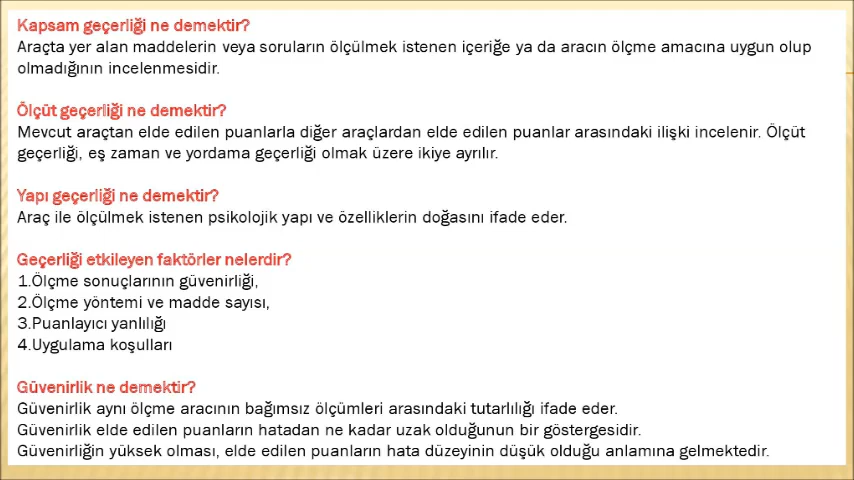 Kapsam geçerliği ne demektir?
Araçta yer alan maddelerin veya soruların ölçülmek istenen içeriğe ya da aracın ölçme amacına uygun olup
olmadığının incelenmesidir.
Ölçüt geçerliği ne demektir?
Mevcut araçtan elde edilen puanlarla diğer araçlardan elde edilen puanlar arasındaki ilişki incelenir. Ölçüt
geçerliği, eş zaman ve yordama geçerliği olmak üzere ikiye ayrılır.
Yapı geçerliği ne demektir?
Araç ile ölçülmek istenen psikolojik yapı ve özelliklerin doğasını ifade eder.
Geçerliği etkileyen faktörler nelerdir?
1.Ölçme sonuçlarının güvenirliği,
2.Ölçme yöntemi ve madde sayısı,
3.Puanlayıcı yanlılığı
4.Uygulama koşulları
Güvenirlik ne demektir?
Güvenirlik aynı ölçme aracının bağımsız ölçümleri arasındaki tutarlılığı ifade eder.
Güvenirlik elde edilen puanların hatadan ne kadar uzak olduğunun bir göstergesidir.
Güvenirliğin yüksek olması, elde edilen puanların hata düzeyinin düşük olduğu anlamına gelmektedir.